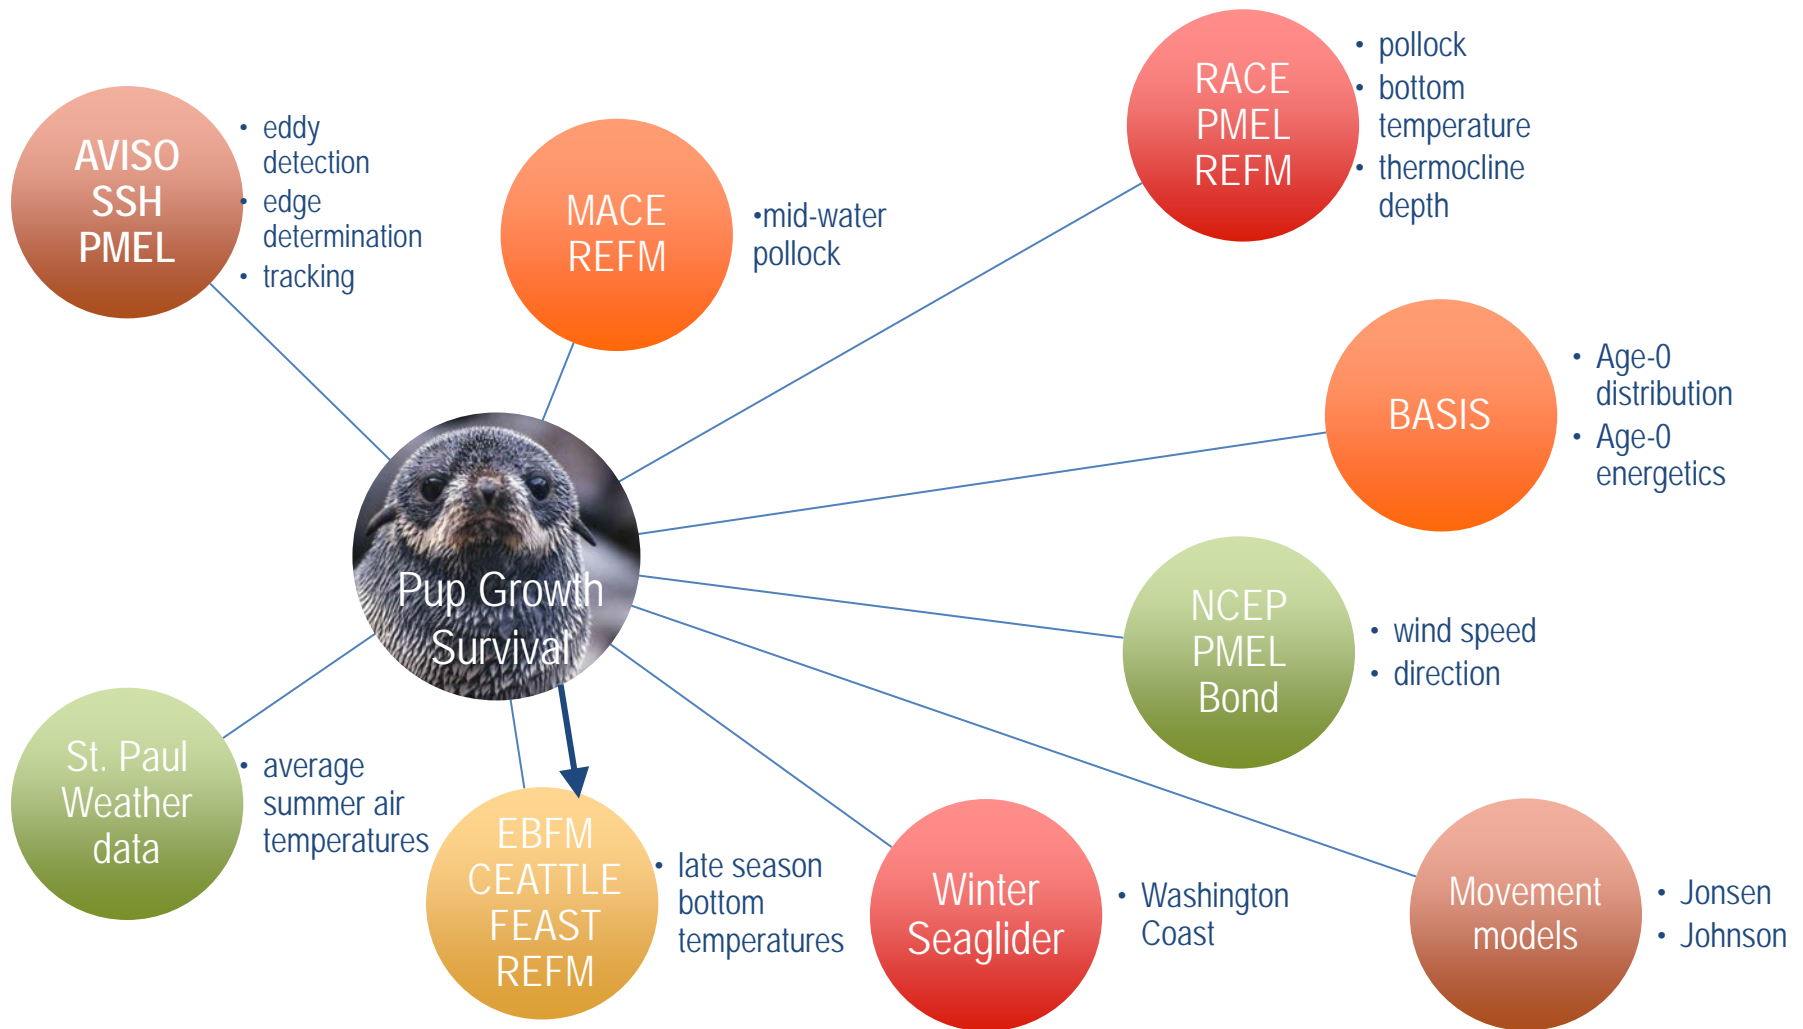 AVISO
SSH
PMEL
• eddy
detection
• edge
determination
• tracking
MACE
REFM
•mid-water
pollock
RACE
PMEL
REFM
• pollock
• bottom
temperature
• thermocline
depth
BASIS
• Age-0
distribution
• Age-0
energetics
Pup Growth
Survival
NCEP
PMEL
Bond
• wind speed
• direction
St. Paul
Weather
data
• average
summer air
temperatures
EBFM
CEATTLE
FEAST
REFM
• late season
bottom
temperatures
Winter
Seaglider
• Washington
Coast
Movement
models
• Jonsen
• Johnson